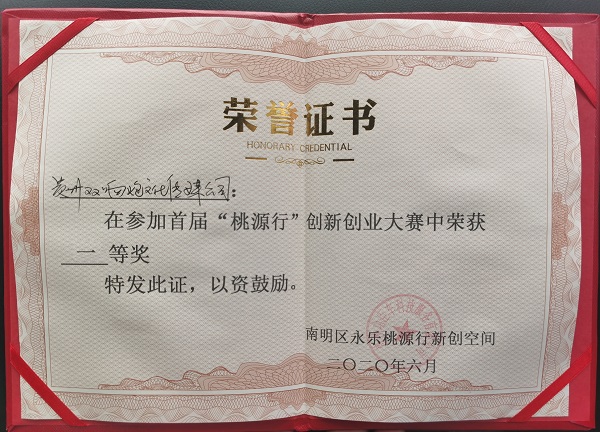 荣誉证书
HONORARY CREDENTIAL
贵州双 文化传媒公司：
在参加首届“桃源行”创新创业大赛中荣获
一等奖
特发此证，以资鼓励。
南明区永乐桃源行新创空间
二〇二〇年六月